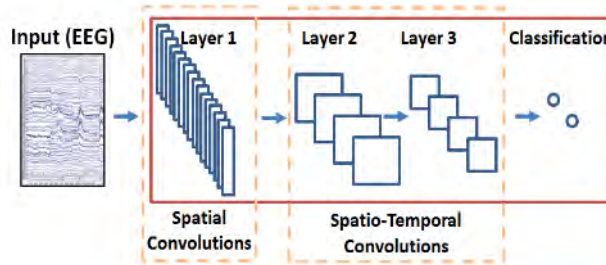 Input (EEG)
Layer 1
Layer 2
Layer 3
Classification
Spatial
Convolutions
Spatio-Temporal
Convolutions